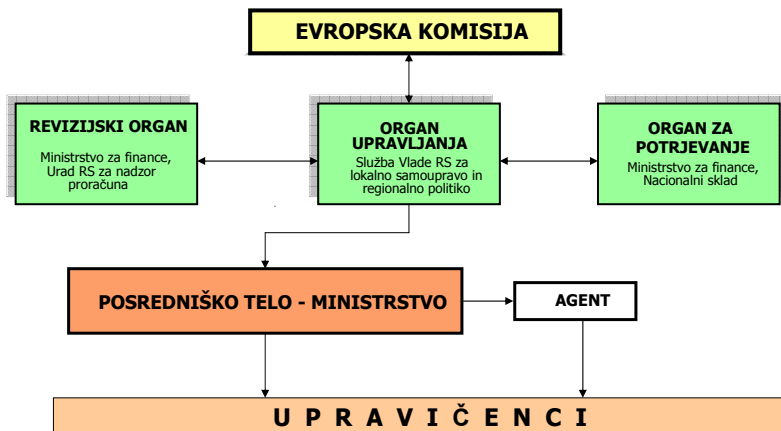 EVROPSKA KOMISIJA
REVIZIJSKI ORGAN
Ministrstvo za finance,
Urad RS za nadzor
proračuna
ORGAN
UPRAVLJANJA
Služba Vlade RS za
lokalno samoupravo in
regionalno politiko
ORGAN ZA
POTRJEVANJE
Ministrstvo za finance,
Nacionalni sklad
POSREDNIŠKO TELO - MINISTRSTVO
AGENT
U P R A V I Č E N C I